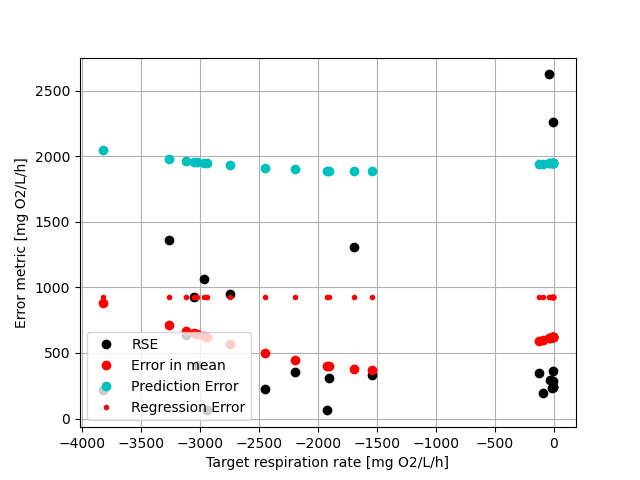 Error metric [mg O2/L/h]
2500
2000
1500
1000
500
0
RSE
Error in mean
Prediction Error
Regression Error
−4000 −3500 −3000 −2500 −2000 −1500 −1000 −500 0
Target respiration rate [mg O2/L/h]